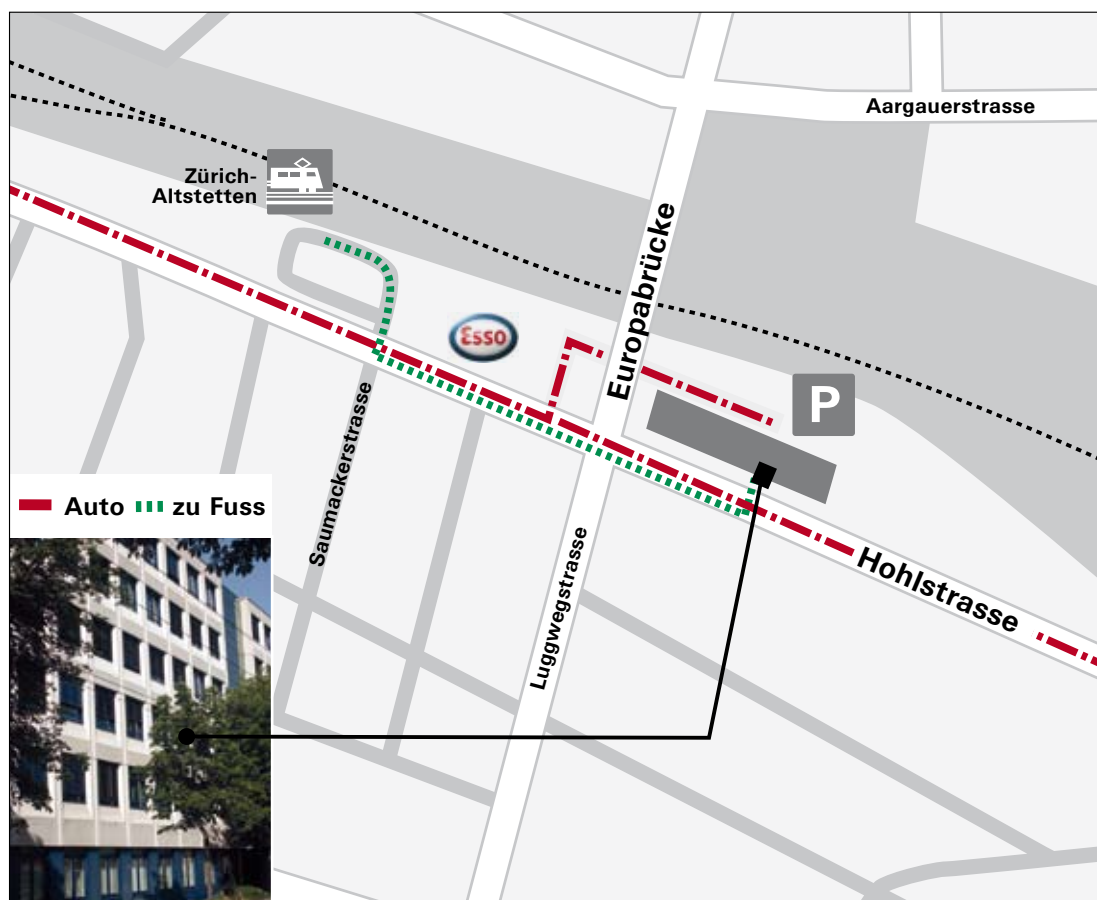 Aargauerstrasse
Zürich-
Altstetten
Europabrücke
Esso
P
Saumackerstrasse
Auto zu Fuss
Hohlstrasse
Luggwegstrasse